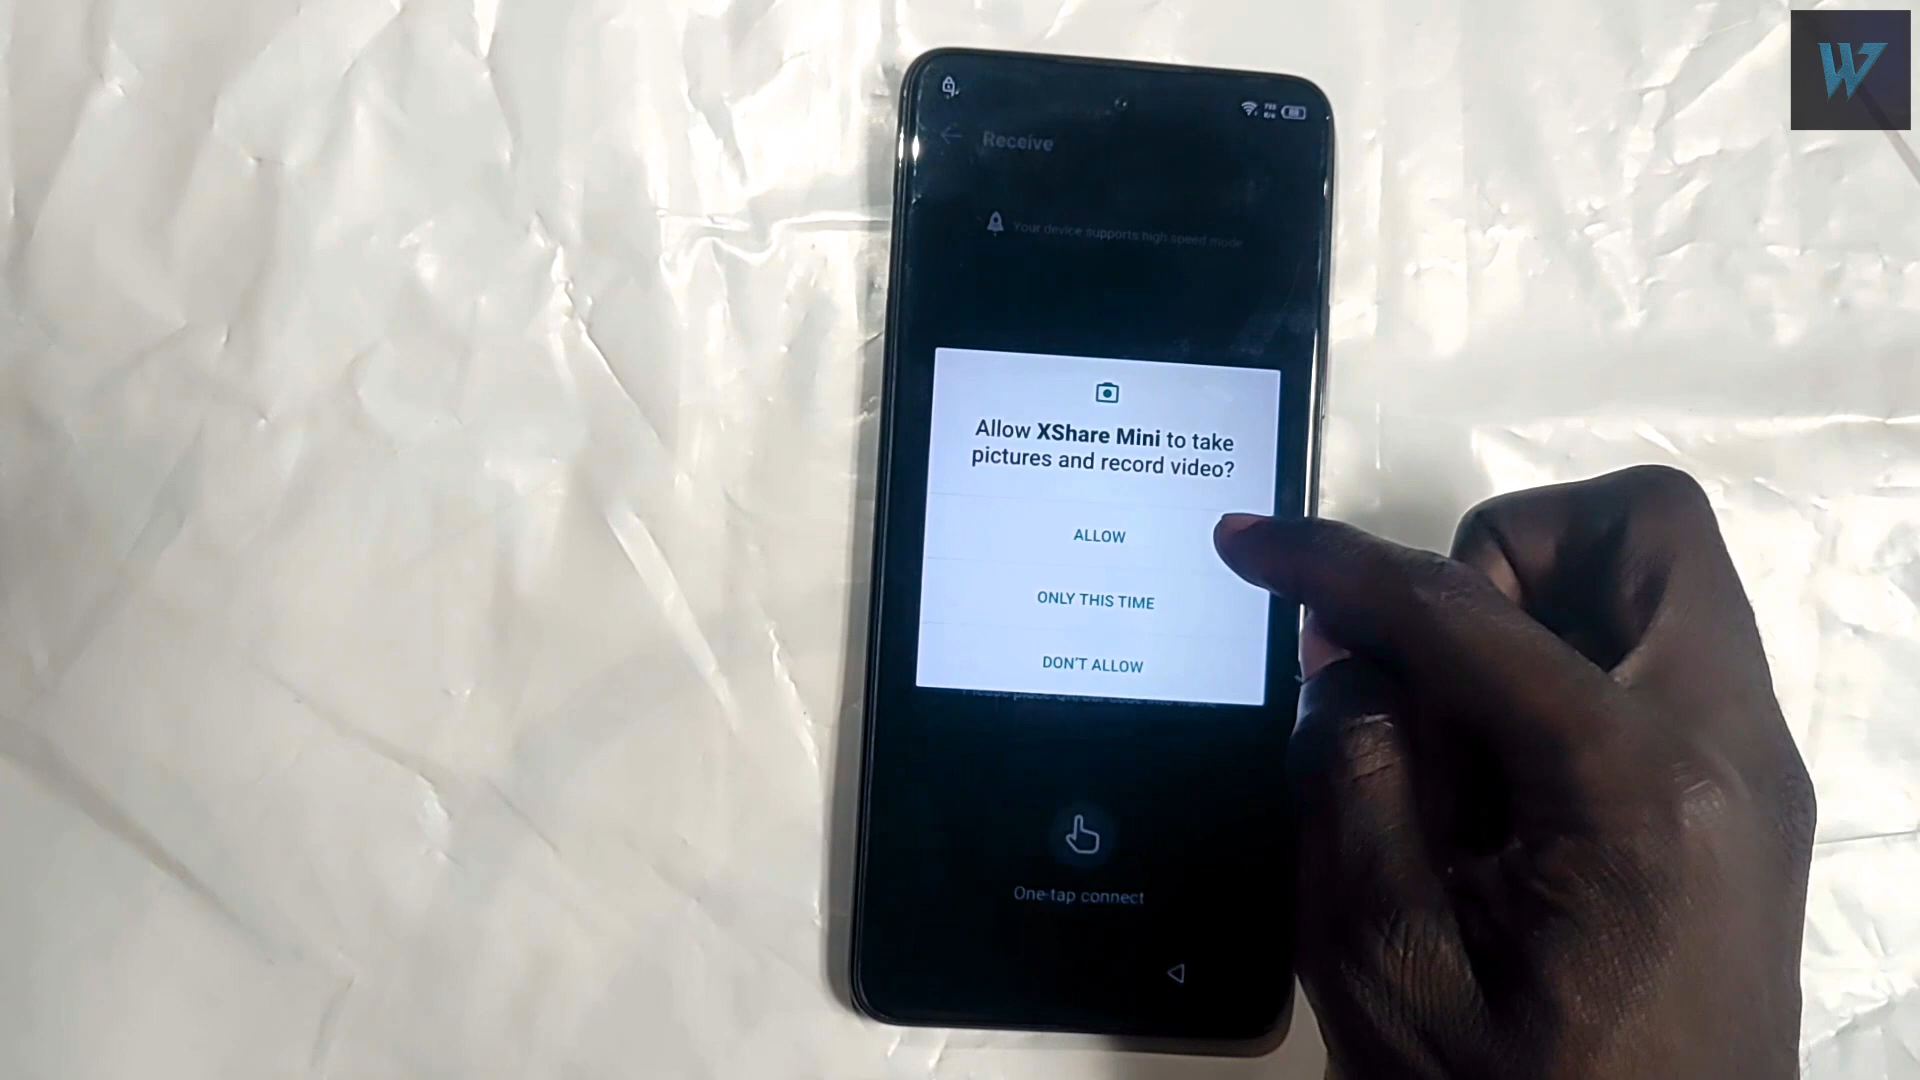 W
Receive
Your device supports high speed mode
Allow XShare Mini to take
pictures and record video?
ALLOW
ONLY THIS TIME
DON'T ALLOW
One-tap connect